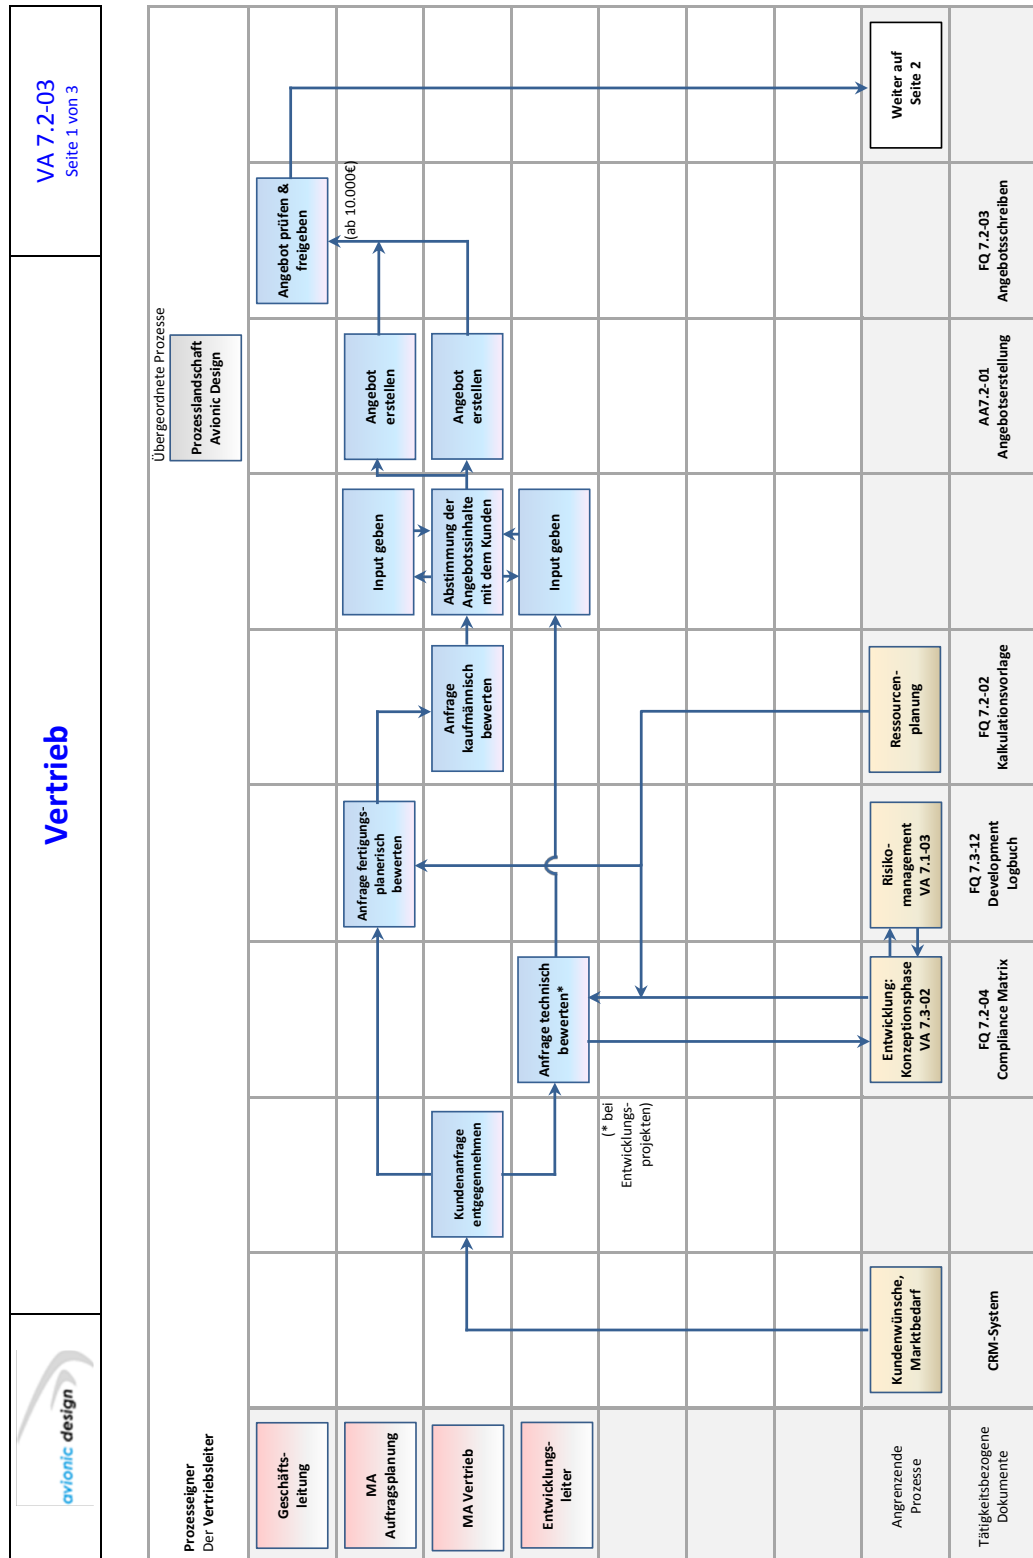 avionic design
Vertrieb
VA 7.2-03
Seite 1 von 3
Prozesseigner
Der Vertriebsleiter
Übergeordnete Prozesse
Prozesslandschaft
Avionic Design
Geschäfts-
leitung
Angebot prüfen &
freigeben
(ab 10.000€)
MA
Auftragsplanung
Anfrage fertigungs-
planerisch
bewerten
Input geben
Angebot
erstellen
MA Vertrieb
Kundenanfrage
entgegennehmen
Anfrage
kaufmännisch
bewerten
Abstimmung der
Angebotssinhalte
mit dem Kunden
Angebot
erstellen
Entwicklungs-
leiter
Anfrage technisch
bewerten*
Input geben
(* bei
Entwicklungs-
projekten)
Angrenzende
Prozesse
Kundenwünsche,
Marktbedarf
Entwicklung:
Konzeptionsphase
VA 7.3-02
Risiko-
management
VA 7.1-03
Ressourcen-
planung
Weiter auf
Seite 2
Tätigkeitsbezogene
Dokumente
CRM-System
FQ 7.2-04
Compliance Matrix
FQ 7.3-12
Development
Logbuch
FQ 7.2-02
Kalkulationsvorlage
AA7.2-01
Angebotserstellung
FQ 7.2-03
Angebotsschreiben